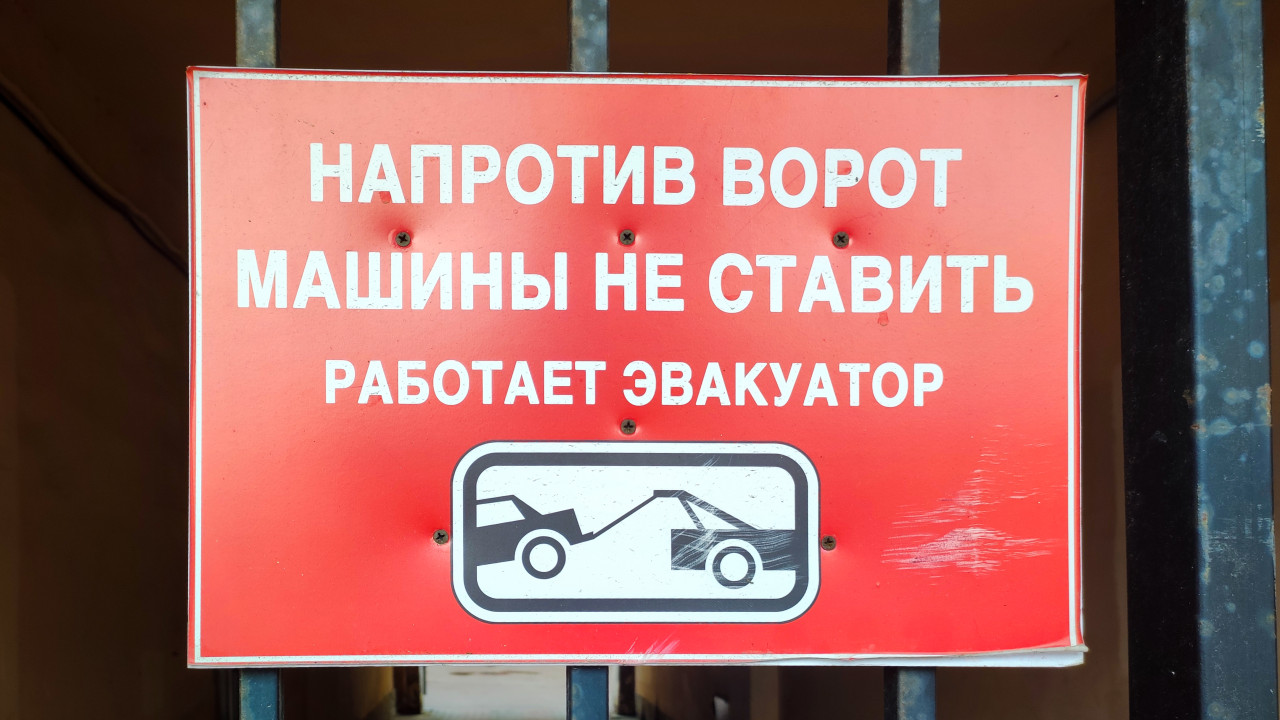 НАПРОТИВ ВОРОТ
МАШИНЫ НЕ СТАВИТЬ
РАБОТАЕТ ЭВАКУАТОР